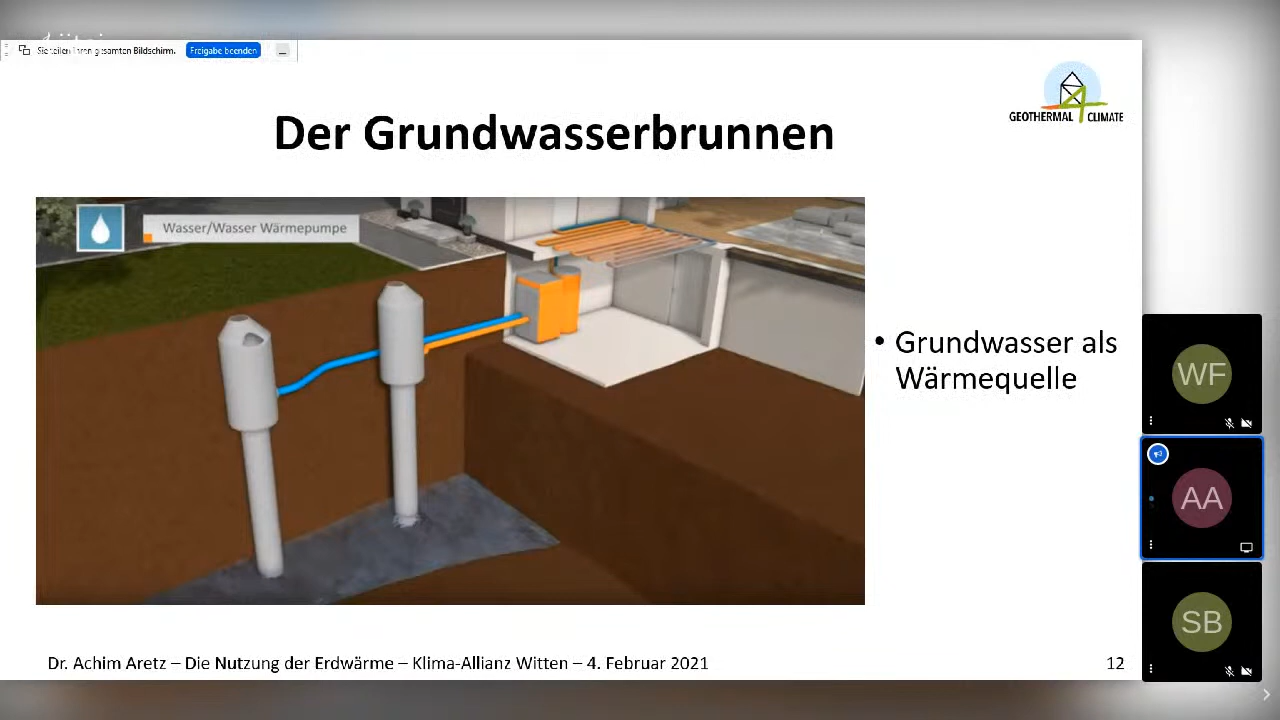 Sie teilen Ihren gesamten Bildschirm.
Freigabe beenden
GEOTHERMAL 4 CLIMATE
Der Grundwasserbrunnen
Wasser/Wasser Wärmepumpe
• Grundwasser als
Wärmequelle
WF
AA
SB
Dr. Achim Aretz – Die Nutzung der Erdwärme – Klima-Allianz Witten – 4. Februar 2021
12